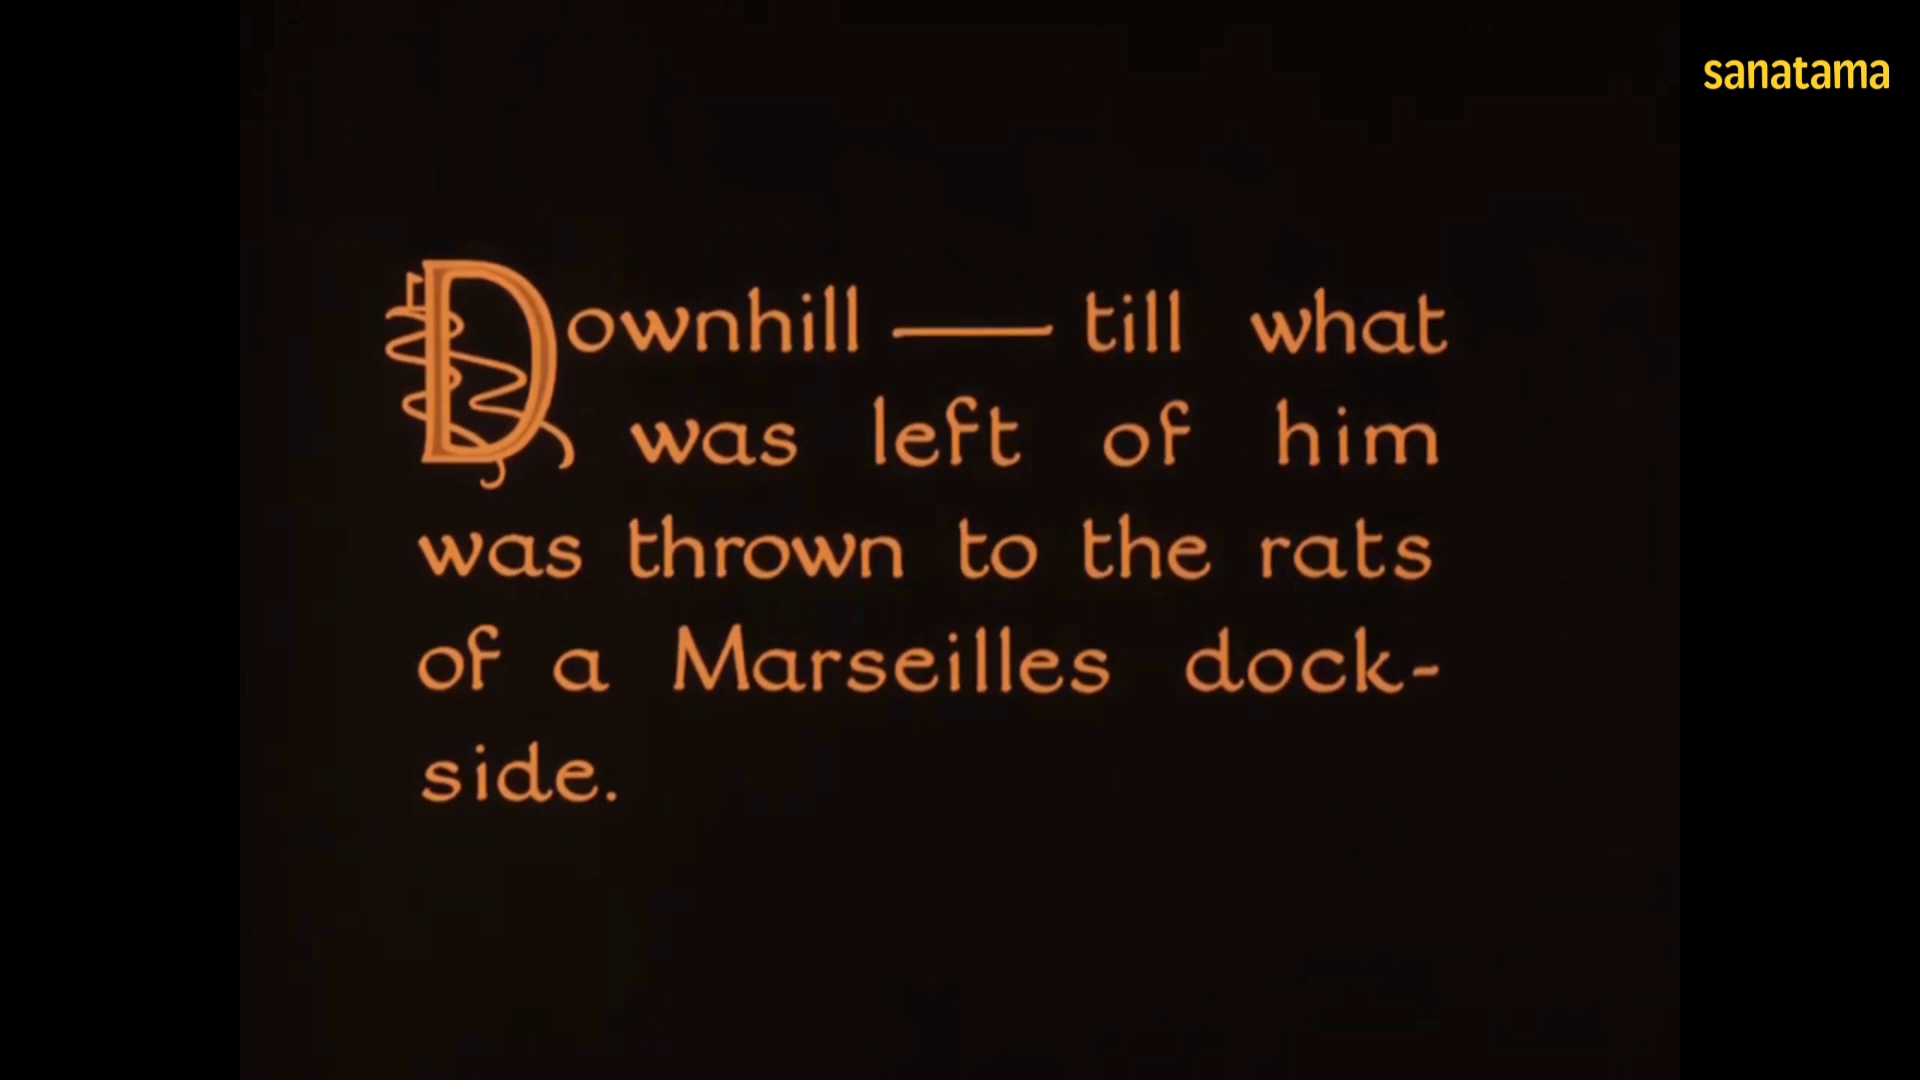 sanatama
Downhill — till what
was left of him
was thrown to the rats
of a Marseilles dock-
side.